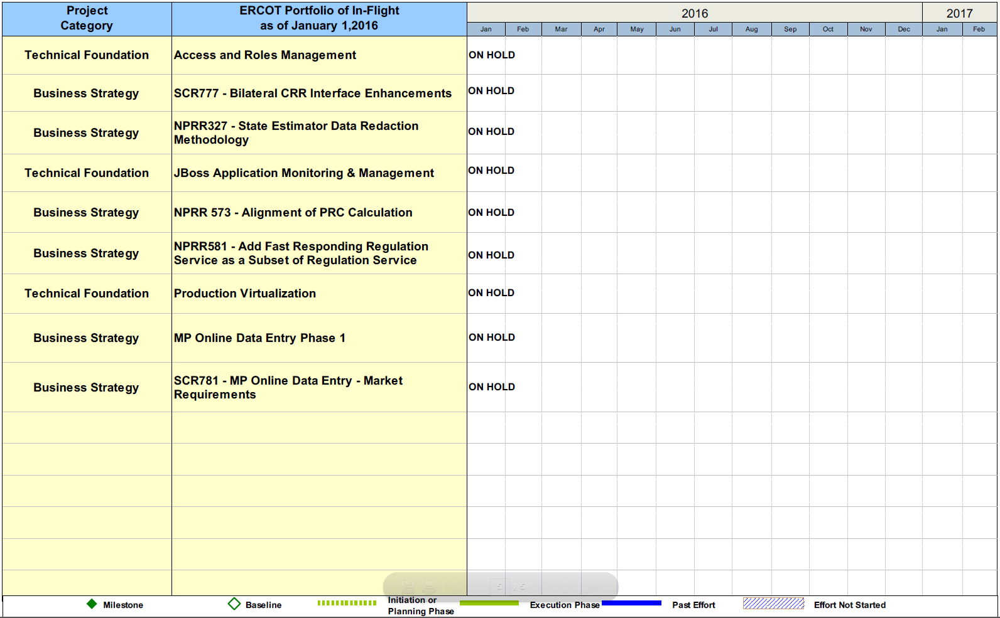 Project
Category
ERCOT Portfolio of In-Flight
as of January 1,2016
2016
2017
Jan Feb Mar Apr May Jun Jul Aug Sep Oct Nov Dec Jan Feb
Technical Foundation
Access and Roles Management
ON HOLD
Business Strategy
SCR777 - Bilateral CRR Interface Enhancements
ON HOLD
Business Strategy
NPRR327 - State Estimator Data Redaction
Methodology
ON HOLD
Technical Foundation
JBoss Application Monitoring & Management
ON HOLD
Business Strategy
NPRR 573 - Alignment of PRC Calculation
ON HOLD
Business Strategy
NPRR581 - Add Fast Responding Regulation
Service as a Subset of Regulation Service
ON HOLD
Technical Foundation
Production Virtualization
ON HOLD
Business Strategy
MP Online Data Entry Phase 1
ON HOLD
Business Strategy
SCR781 - MP Online Data Entry - Market
Requirements
ON HOLD
5 / 5
Milestone
Baseline
Initiation or
Planning Phase
Execution Phase
Past Effort
Effort Not Started